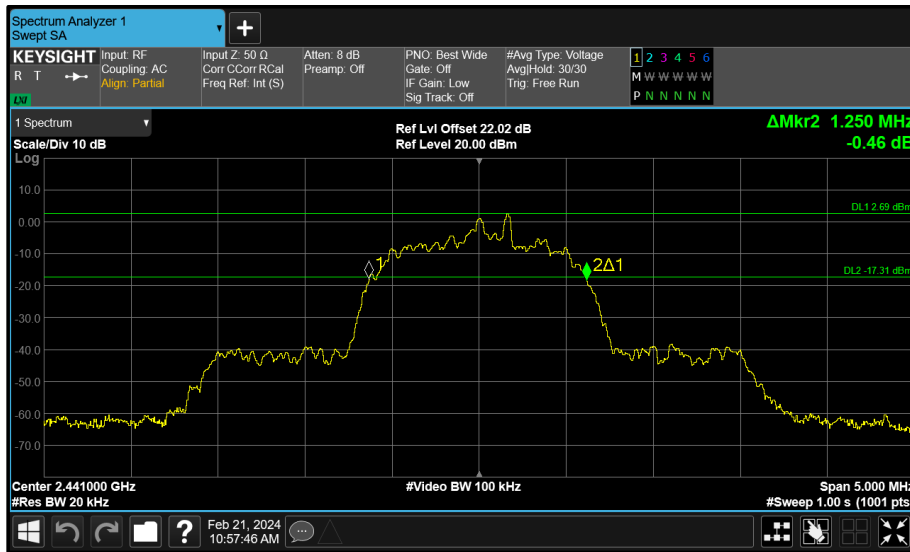 Spectrum Analyzer 1
Swept SA
KEYSIGHT
R T
LXI
Input: RF
Coupling: AC
Align: Partial
Input Z: 50 Ω
Corr CCorr RCal
Freq Ref: Int (S)
Atten: 8 dB
Preamp: Off
PNO: Best Wide
Gate: Off
IF Gain: Low
Sig Track: Off
#Avg Type: Voltage
Avg|Hold: 30/30
Trig: Free Run
1 2 3 4 5 6
M W W W W W
P N N N N N
1 Spectrum
Scale/Div 10 dB
Log
Ref Lvl Offset 22.02 dB
Ref Level 20.00 dBm
ΔMkr2 1.250 MHz
-0.46 dB
10.0
DL1 2.69 dBm
0.00
-10.0
1
2Δ1
DL2 -17.31 dBm
-20.0
-30.0
-40.0
-50.0
-60.0
-70.0
Center 2.441000 GHz
#Video BW 100 kHz
Span 5.000 MHz
#Res BW 20 kHz
#Sweep 1.00 s (1001 pts
?
Feb 21, 2024
10:57:46 AM